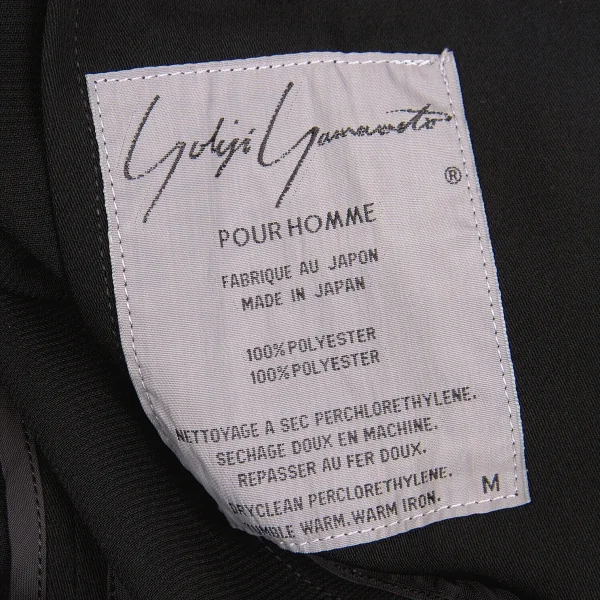 Yohji Yamamoto
®
POUR HOMME
FABRIQUE AU JAPON
MADE IN JAPAN
100% POLYESTER
100% POLYESTER
NETTOYAGE A SEC PERCHLORETHYLENE.
SECHAGE DOUX EN MACHINE.
REPASSER AU FER DOUX.
DRYCLEAN PERCLORETHYLENE.
TUMBLE WARM. WARM IRON.
M